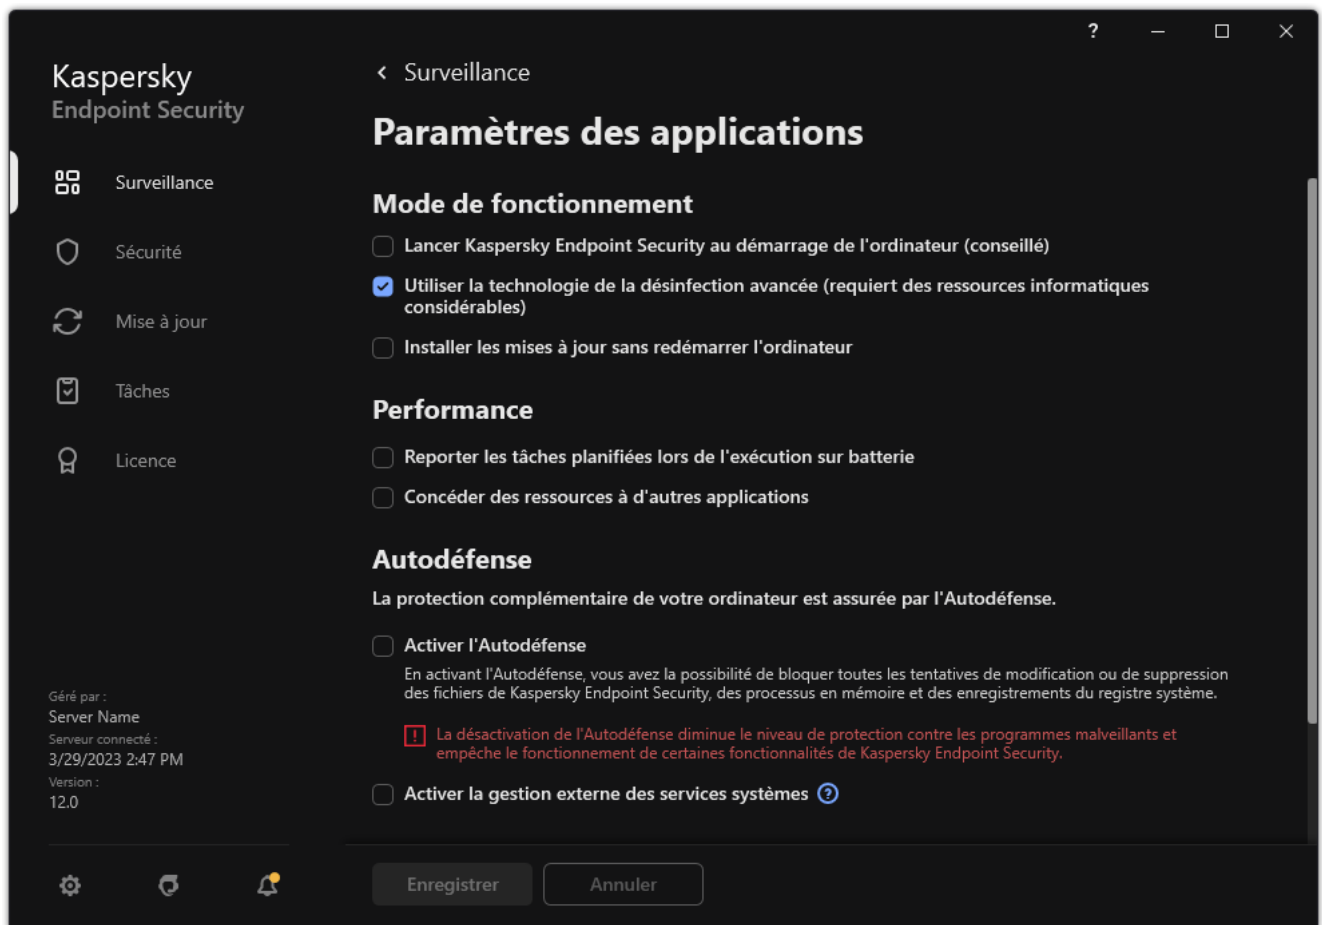 ?
Kaspersky
Endpoint Security
Surveillance
Sécurité
Mise à jour
Tâches
Licence
Géré par :
Server Name
Serveur connecté :
3/29/2023 2:47 PM
Version :
12.0
Surveillance
Paramètres des applications
Mode de fonctionnement
Lancer Kaspersky Endpoint Security au démarrage de l'ordinateur (conseillé)
Utiliser la technologie de la désinfection avancée (requiert des ressources informatiques
considérables)
Installer les mises à jour sans redémarrer l'ordinateur
Performance
Reporter les tâches planifiées lors de l'exécution sur batterie
Concéder des ressources à d'autres applications
Autodéfense
La protection complémentaire de votre ordinateur est assurée par l'Autodéfense.
Activer l'Autodéfense
En activant l'Autodéfense, vous avez la possibilité de bloquer toutes les tentatives de modification ou de suppression
des fichiers de Kaspersky Endpoint Security, des processus en mémoire et des enregistrements du registre système.
! La désactivation de l'Autodéfense diminue le niveau de protection contre les programmes malveillants et
empêche le fonctionnement de certaines fonctionnalités de Kaspersky Endpoint Security.
Activer la gestion externe des services systèmes ?
Enregistrer
Annuler